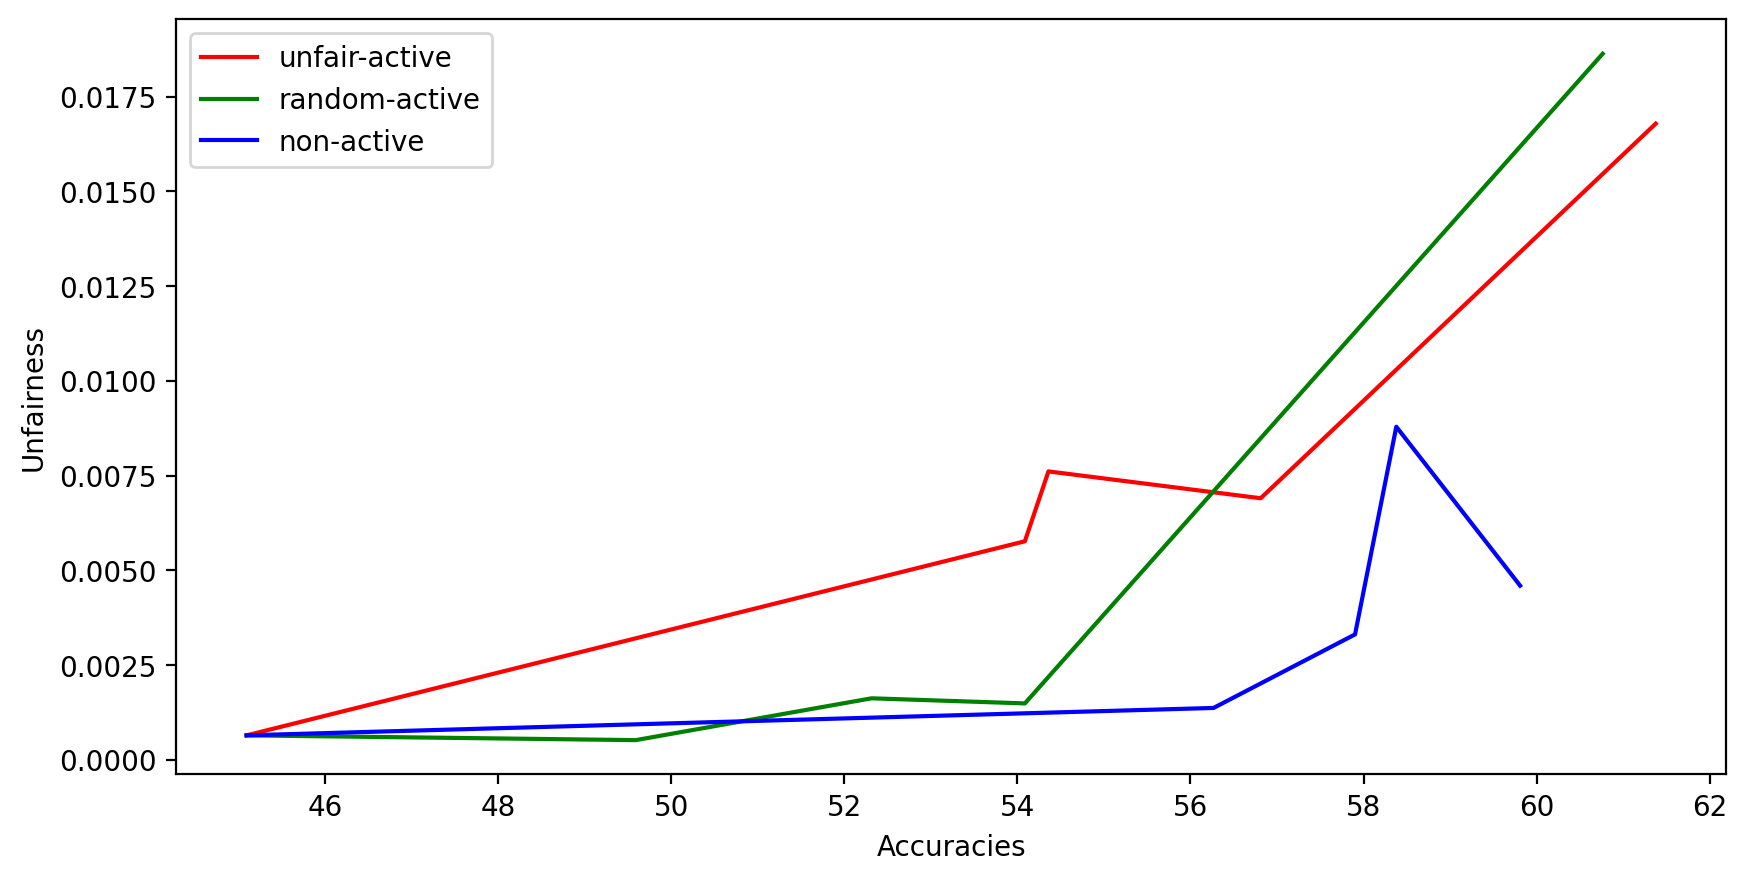 unfair-active
random-active
non-active
0.0175
0.0150
0.0125
0.0100
0.0075
0.0050
0.0025
0.0000
Unfairness
46 48 50 52 54 56 58 60 62
Accuracies